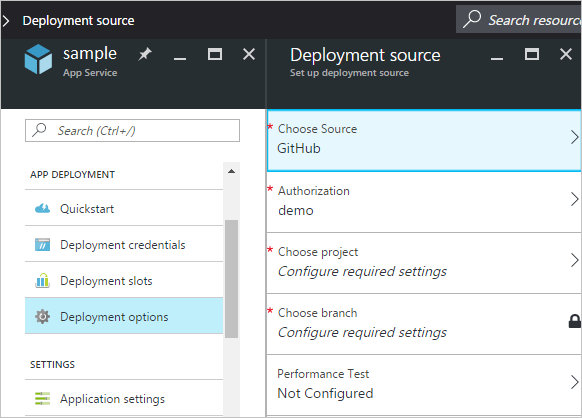 Deployment source
Search resourc
sample
App Service
Deployment source
Set up deployment source
Search (Ctrl+/)
APP DEPLOYMENT
Quickstart
Deployment credentials
Deployment slots
Deployment options
SETTINGS
Application settings
* Choose Source
GitHub
* Authorization
demo
* Choose project
Configure required settings
* Choose branch
Configure required settings
Performance Test
Not Configured